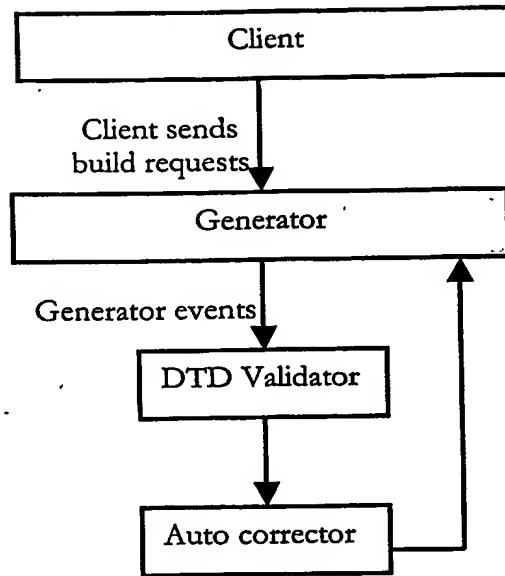 Client
Client sends
build requests
Generator
Generator events
DTD Validator
Auto corrector